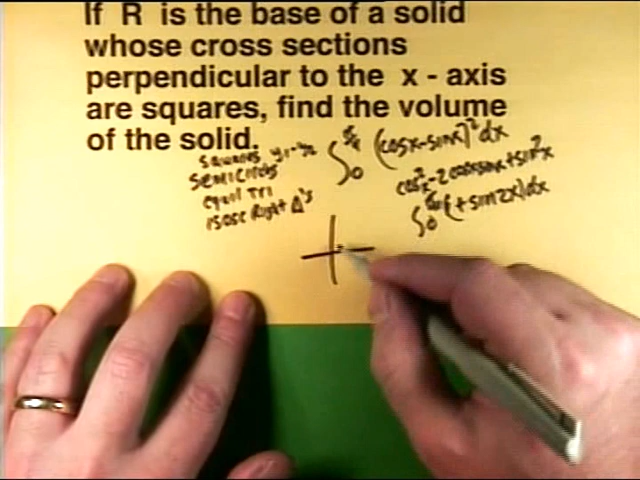 If R is the base of a solid
whose cross sections
perpendicular to the x - axis
are squares, find the volume
of the solid.
squares y₁-y₂
semicircles
equil Tri
isosc Right Δ's
∫₀^π/4 (cosx-sinx)² dx
cos²x-2cosxsinx+sin²x
∫₀^π/4 (1-sin2x)dx